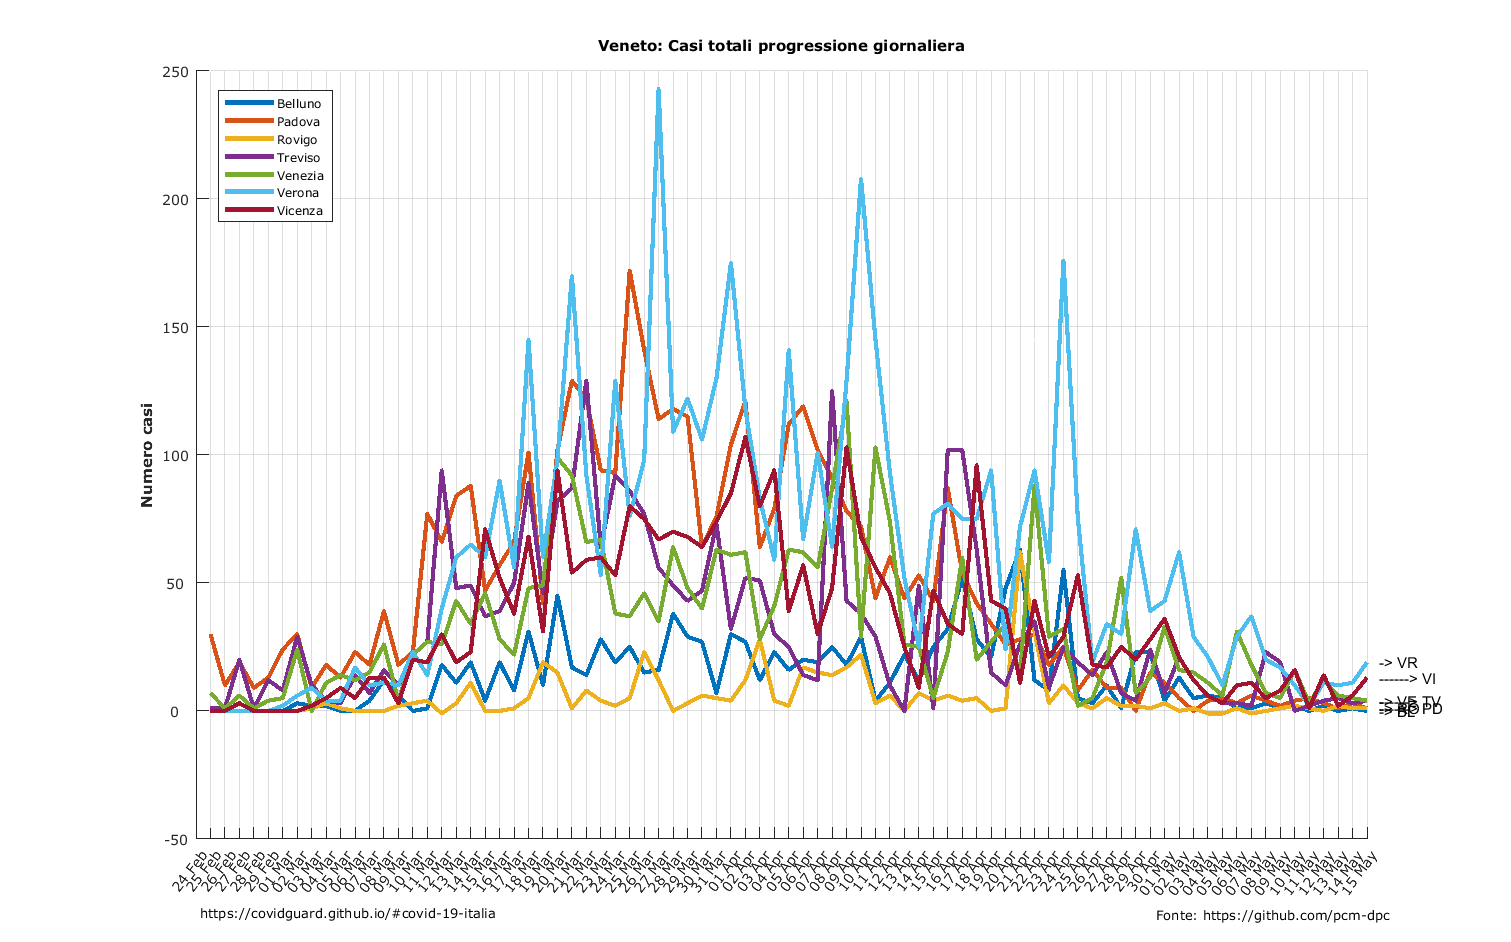 Veneto: Casi totali progressione giornaliera
250
200
150
100
50
0
-50
Numero casi
Belluno
Padova
Rovigo
Treviso
Venezia
Verona
Vicenza
-> VR
------> VI
TV
PD
24 Feb
25 Feb
26 Feb
27 Feb
28 Feb
29 Feb
01 Mar
02 Mar
03 Mar
04 Mar
05 Mar
06 Mar
07 Mar
08 Mar
09 Mar
10 Mar
11 Mar
12 Mar
13 Mar
14 Mar
15 Mar
16 Mar
17 Mar
18 Mar
19 Mar
20 Mar
21 Mar
22 Mar
23 Mar
24 Mar
25 Mar
26 Mar
27 Mar
28 Mar
29 Mar
30 Mar
31 Mar
01 Apr
02 Apr
03 Apr
04 Apr
05 Apr
06 Apr
07 Apr
08 Apr
09 Apr
10 Apr
11 Apr
12 Apr
13 Apr
14 Apr
15 Apr
16 Apr
17 Apr
18 Apr
19 Apr
20 Apr
21 Apr
22 Apr
23 Apr
24 Apr
25 Apr
26 Apr
27 Apr
28 Apr
29 Apr
30 Apr
01 May
02 May
03 May
04 May
05 May
06 May
07 May
08 May
09 May
10 May
11 May
12 May
13 May
14 May
15 May
https://covidguard.github.io/#covid-19-italia
Fonte: https://github.com/pcm-dpc